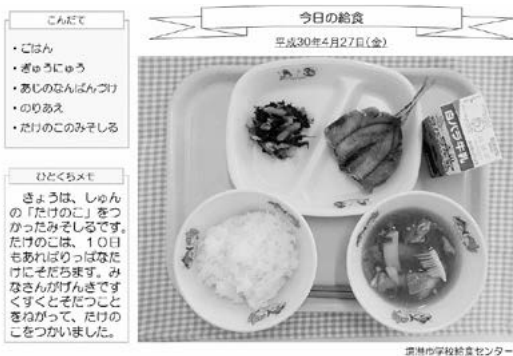 こんだて
・ごはん
・ぎゅうにゅう
・あじのなんばんづけ
・のりあえ
・たけのこのみそしる
ひとくちメモ
きょうは、しゅん
の「たけのこ」をつ
かったみそしるです。
たけのこは、１０日
もあればりっぱなた
けにそだちます。み
なさんがげんきです
くすくとそだつこと
をねがって、たけの
こをつかいました。
今日の給食
平成30年4月27日(金)
白バラ牛乳
境港市学校給食センター